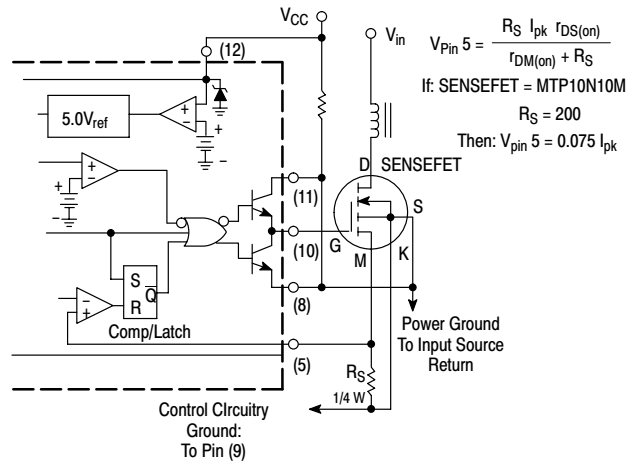 V_CC
V_in
(12)
V_Pin 5 = R_S I_pk r_DS(on) / r_DM(on) + R_S
If: SENSEFET = MTP10N10M
R_S = 200
Then: V_pin 5 = 0.075 I_pk
5.0V_ref
+
−
+
−
D SENSEFET
(11)
S
+
−
+
−
(10)
G
M
K
S
Q̅
R
(8)
−
+
Comp/Latch
Power Ground
To Input Source
Return
(5)
R_S
1/4 W
Control CIrcuitry
Ground:
To Pin (9)